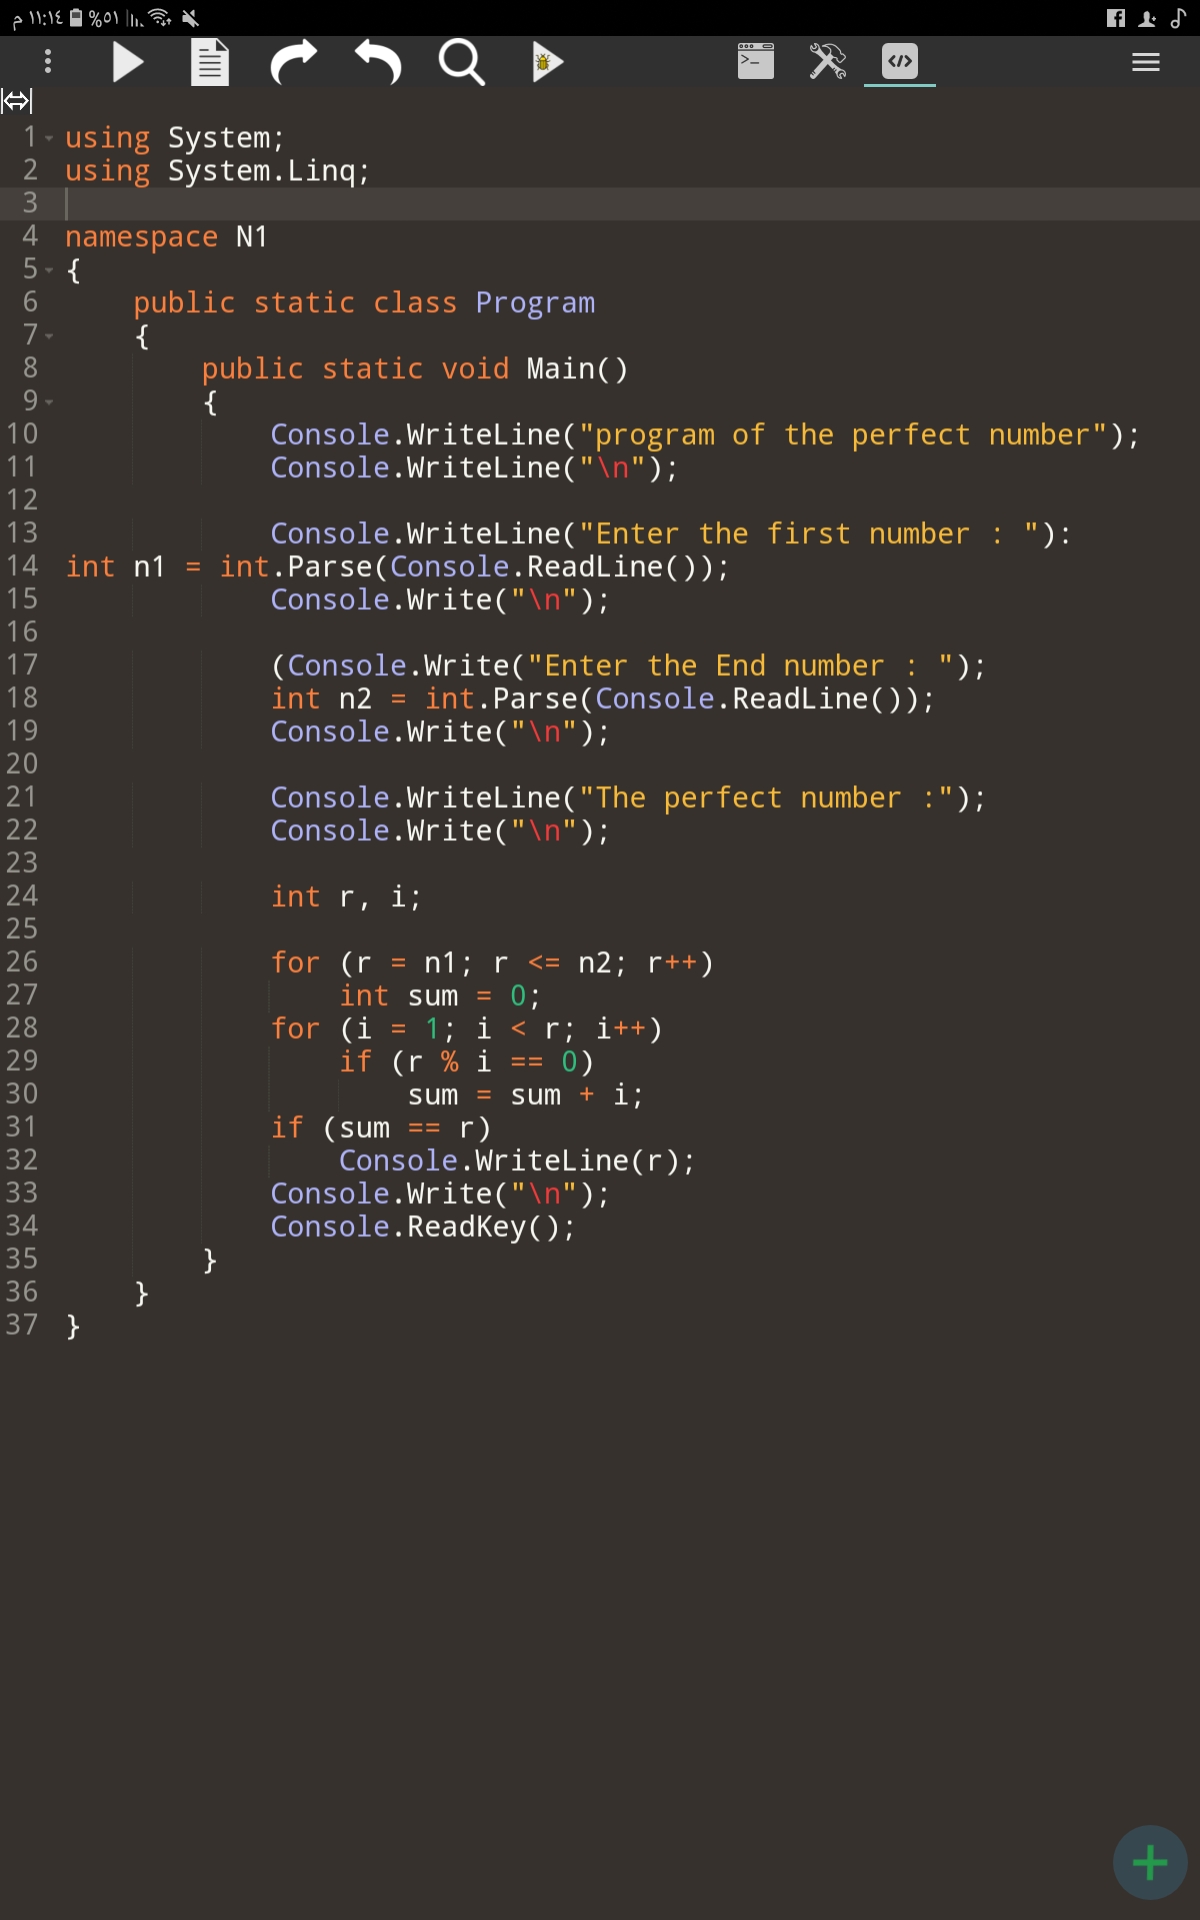 م ١١:١٤ %٥١
1 using System;
2 using System.Linq;
3
4 namespace N1
5 {
6     public static class Program
7     {
8         public static void Main()
9         {
10             Console.WriteLine("program of the perfect number");
11             Console.WriteLine("\n");
12
13             Console.WriteLine("Enter the first number : "):
14 int n1 = int.Parse(Console.ReadLine());
15             Console.Write("\n");
16
17             (Console.Write("Enter the End number : ");
18             int n2 = int.Parse(Console.ReadLine());
19             Console.Write("\n");
20
21             Console.WriteLine("The perfect number :");
22             Console.Write("\n");
23
24             int r, i;
25
26             for (r = n1; r <= n2; r++)
27                 int sum = 0;
28             for (i = 1; i < r; i++)
29                 if (r % i == 0)
30                     sum = sum + i;
31             if (sum == r)
32                 Console.WriteLine(r);
33             Console.Write("\n");
34             Console.ReadKey();
35         }
36     }
37 }